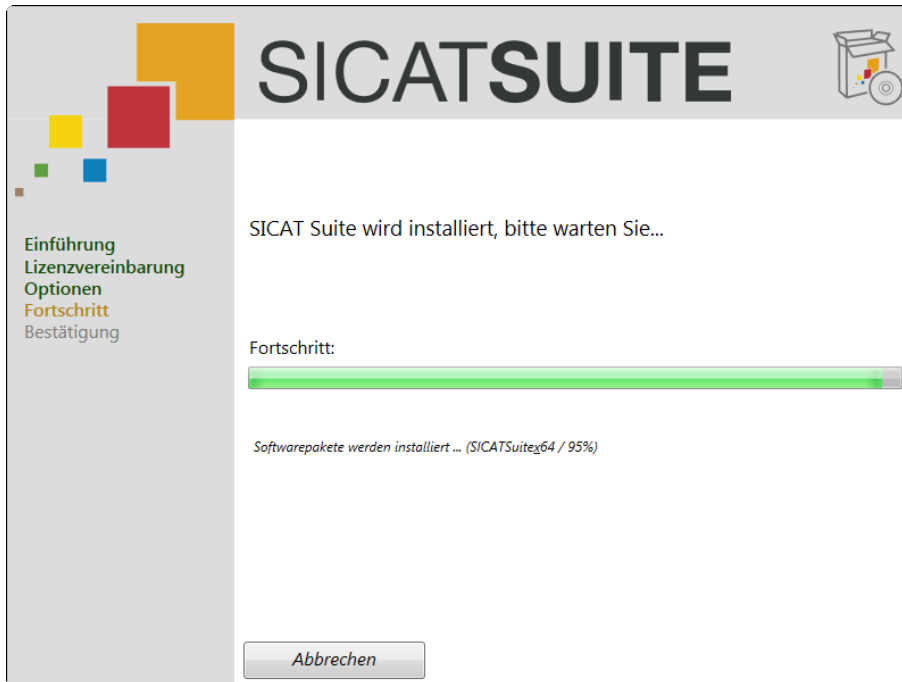 SICATSUITE
Einführung
Lizenzvereinbarung
Optionen
Fortschritt
Bestätigung
SICAT Suite wird installiert, bitte warten Sie...
Fortschritt:
Softwarepakete werden installiert ... (SICATSuitex64 / 95%)
Abbrechen